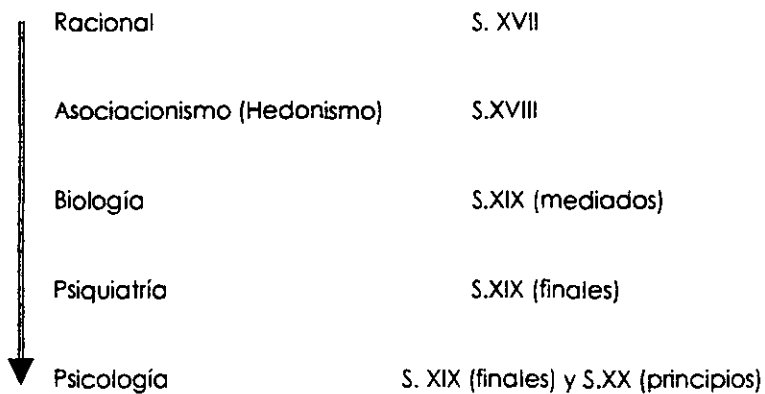 Racional S. XVII
Asociacionismo (Hedonismo) S.XVIII
Biología S.XIX (mediados)
Psiquiatría S.XIX (finales)
Psicología S. XIX (finales) y S.XX (principios)